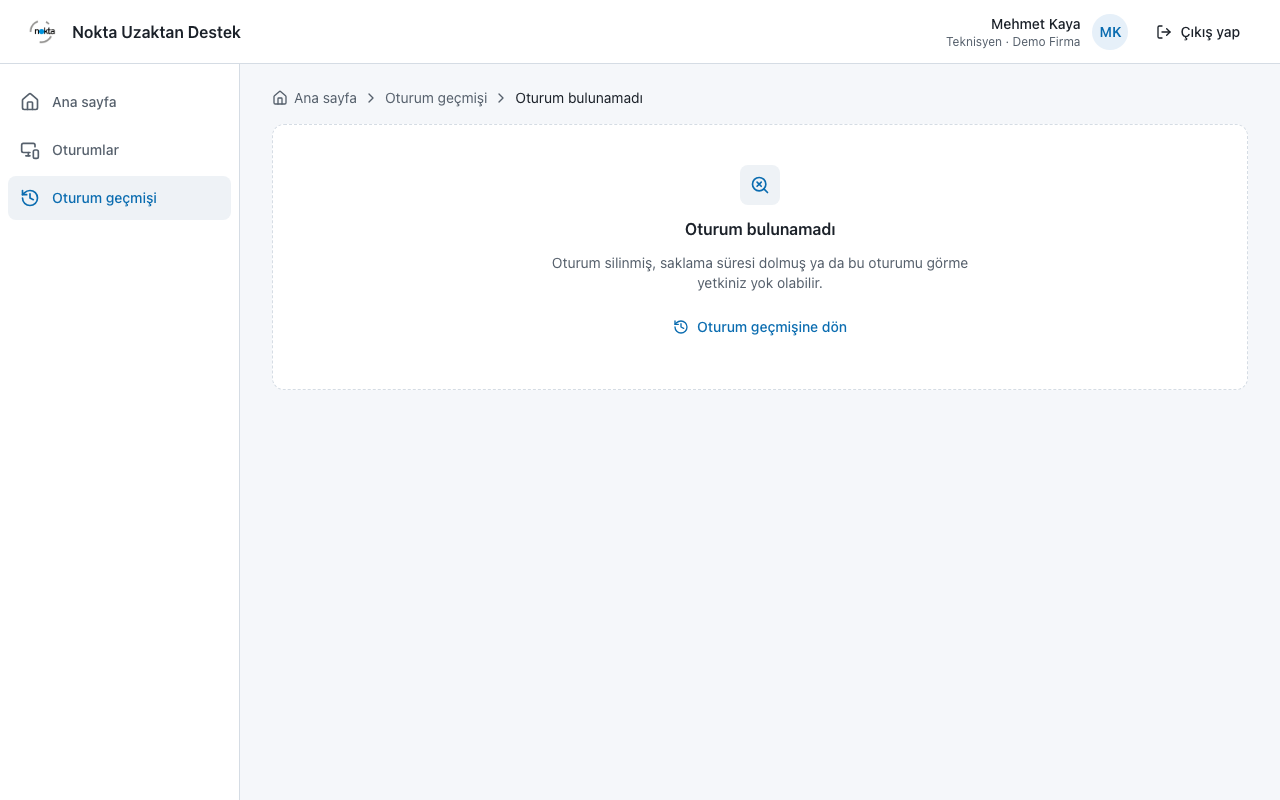 nokta
Nokta Uzaktan Destek
Mehmet Kaya
Teknisyen · Demo Firma
MK
Çıkış yap
Ana sayfa
Oturumlar
Oturum geçmişi
Ana sayfa > Oturum geçmişi > Oturum bulunamadı
Oturum bulunamadı
Oturum silinmiş, saklama süresi dolmuş ya da bu oturumu görme
yetkiniz yok olabilir.
Oturum geçmişine dön